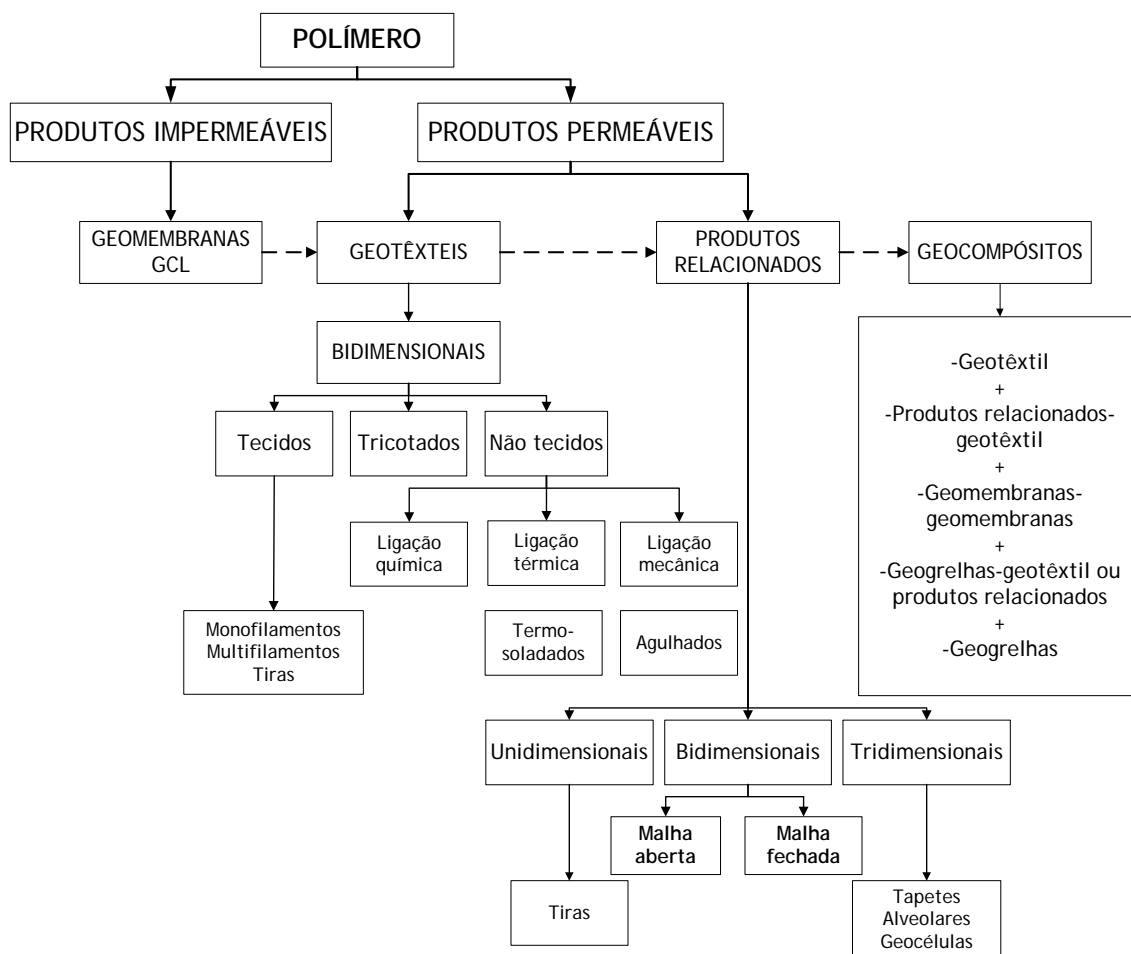 POLÍMERO
PRODUTOS IMPERMEÁVEIS
PRODUTOS PERMEÁVEIS
GEOMEMBRANAS
GCL
GEOTÊXTEIS
PRODUTOS
RELACIONADOS
GEOCOMPÓSITOS
BIDIMENSIONAIS
Tecidos
Tricotados
Não tecidos
Ligação
química
Ligação
térmica
Ligação
mecânica
Monofilamentos
Multifilamentos
Tiras
Termo-
soladados
Agulhados
-Geotêxtil
+
-Produtos relacionados-
geotêxtil
+
-Geomembranas-
geomembranas
+
-Geogrelhas-geotêxtil ou
produtos relacionados
+
-Geogrelhas
Unidimensionais
Bidimensionais
Tridimensionais
Malha
aberta
Malha
fechada
Tiras
Tapetes
Alveolares
Geocélulas